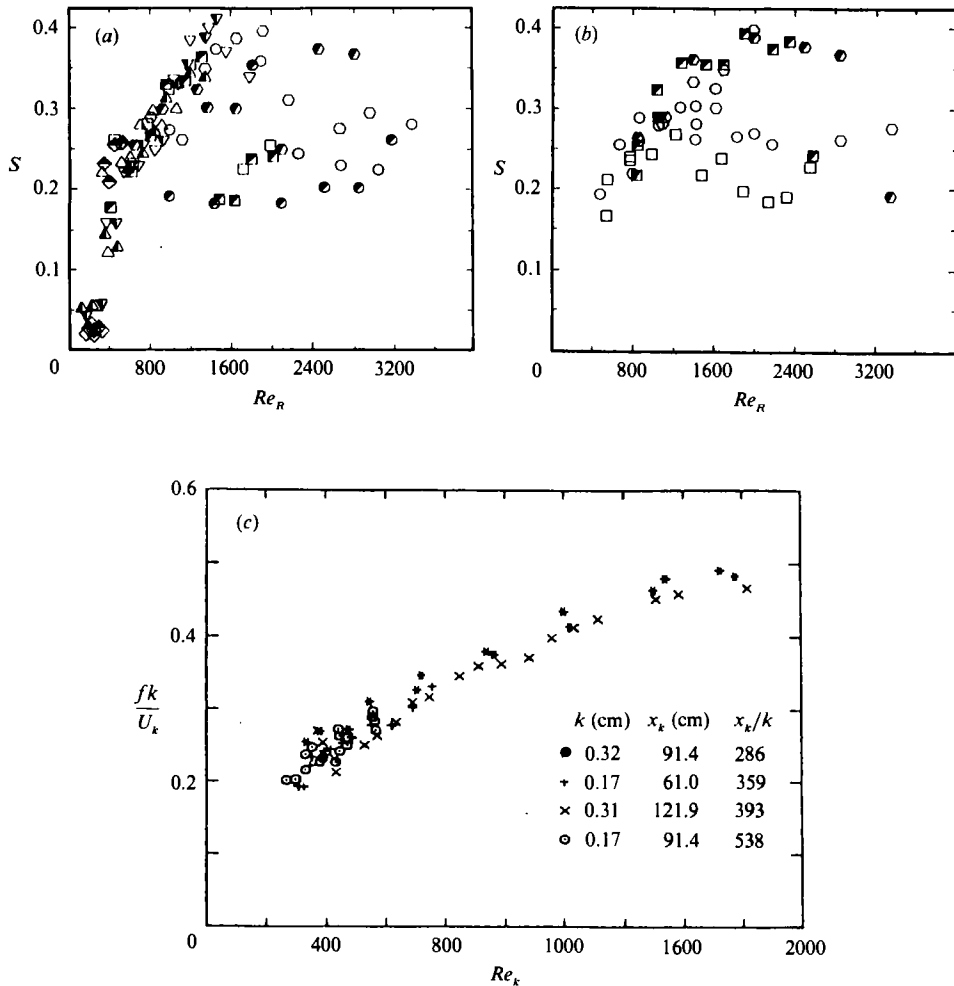 0.4
(a)
0.3
S
0.2
0.1
0 800 1600 2400 3200
Re_R
0.4
(b)
0.3
S
0.2
0.1
0 800 1600 2400 3200
Re_R
0.6
(c)
0.4
fk
U_k
0.2
k (cm) x_k (cm) x_k/k
0.32 91.4 286
0.17 61.0 359
0.31 121.9 393
0.17 91.4 538
0 400 800 1000 1600 2000
Re_k